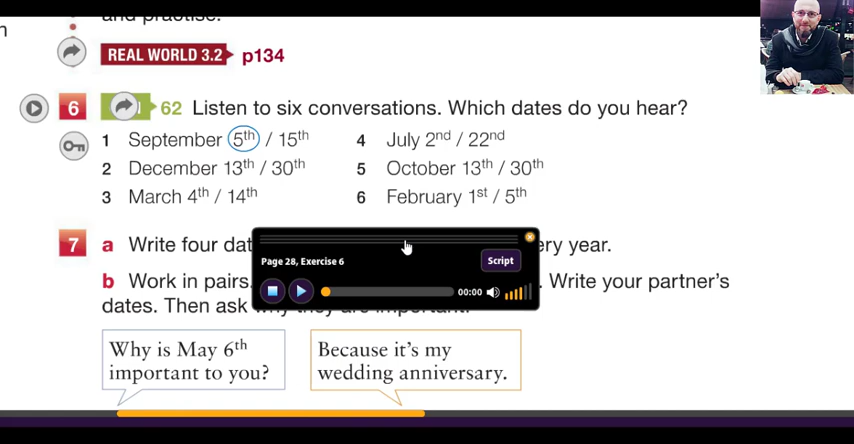 and practise.
REAL WORLD 3.2 p134
6 62 Listen to six conversations. Which dates do you hear?
1 September 5th / 15th
2 December 13th / 30th
3 March 4th / 14th
4 July 2nd / 22nd
5 October 13th / 30th
6 February 1st / 5th
7 a Write four dat ery year.
Page 28, Exercise 6
Script
00:00
b Work in pairs. . Write your partner's
dates. Then ask why they are important.
Why is May 6th
important to you?
Because it's my
wedding anniversary.